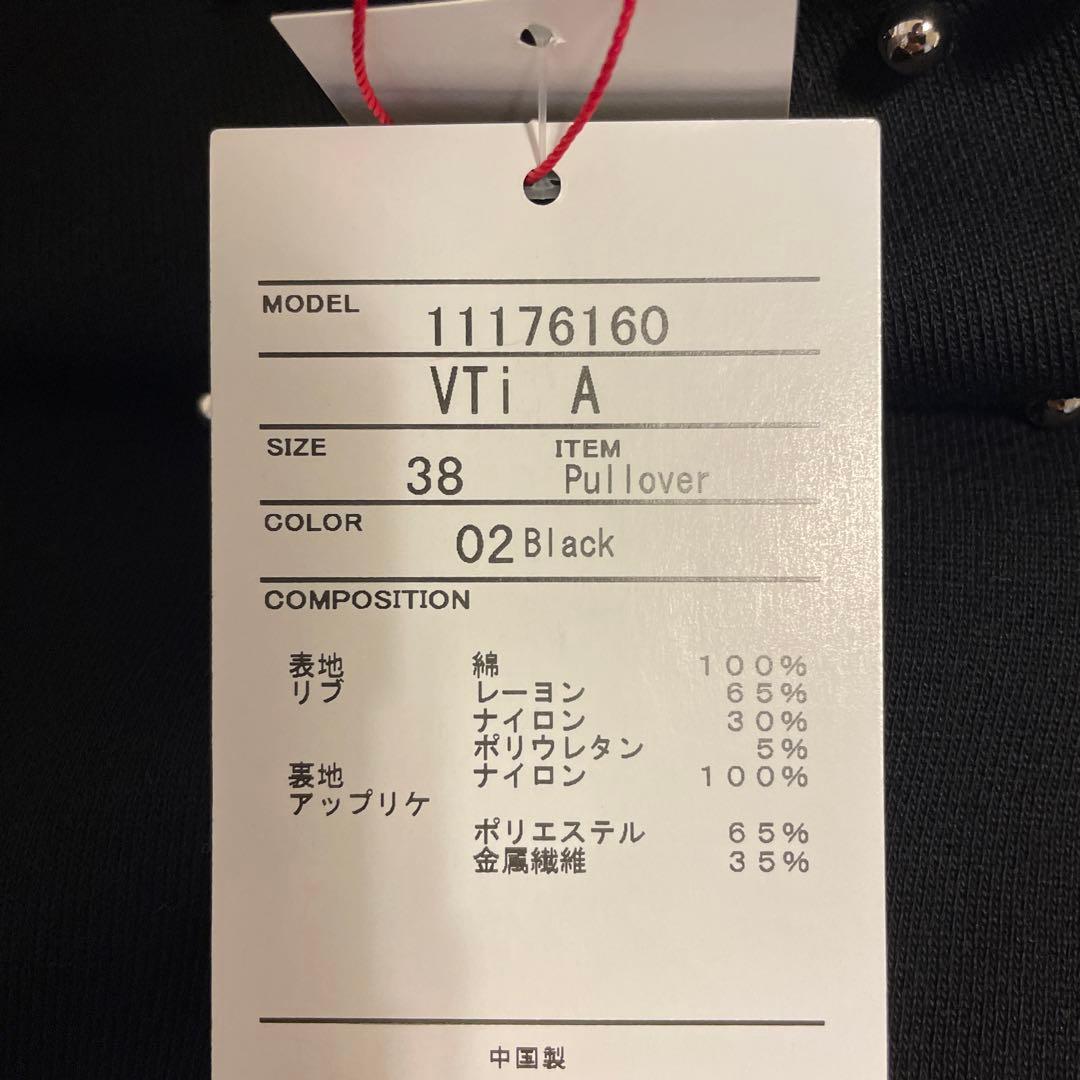 MODEL 11176160
VTi A
SIZE 38 ITEM Pullover
COLOR 02 Black
COMPOSITION
表地 綿 100%
リブ レーヨン 65%
ナイロン 30%
ポリウレタン 5%
裏地 ナイロン 100%
アップリケ
ポリエステル 65%
金属繊維 35%
中国製